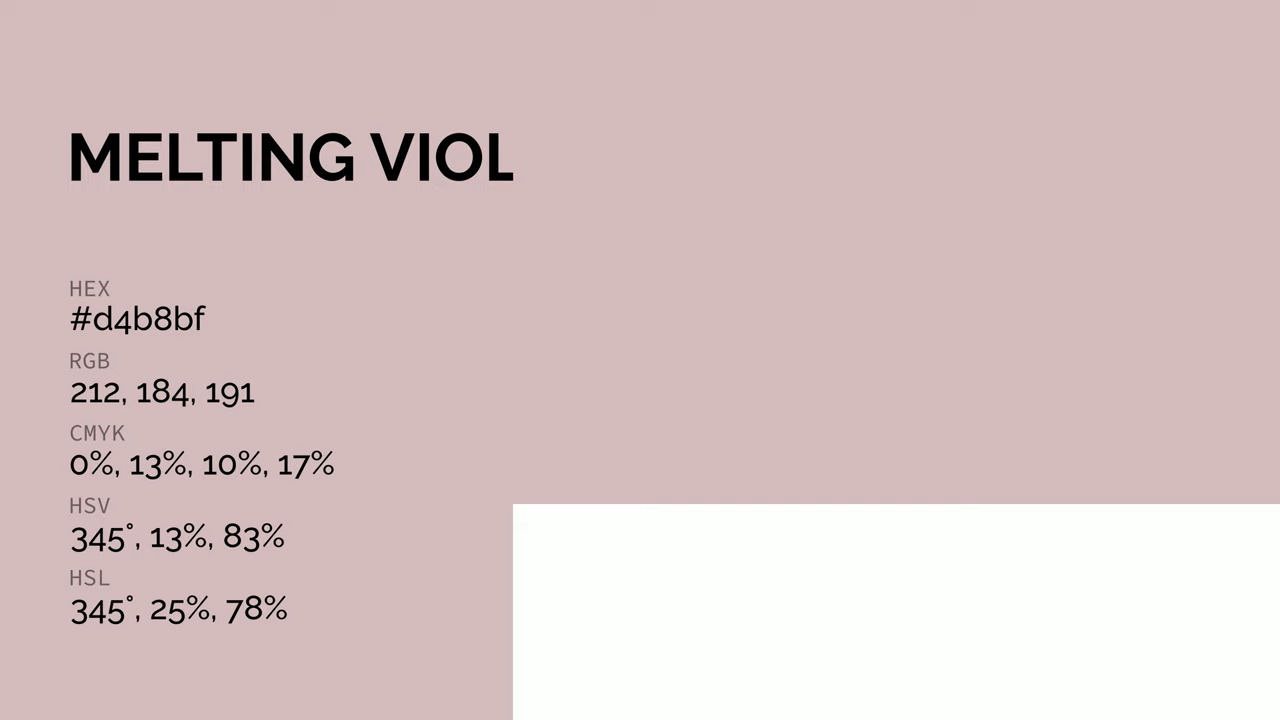 MELTING VIOL
HEX
#d4b8bf
RGB
212, 184, 191
CMYK
0%, 13%, 10%, 17%
HSV
345°, 13%, 83%
HSL
345°, 25%, 78%